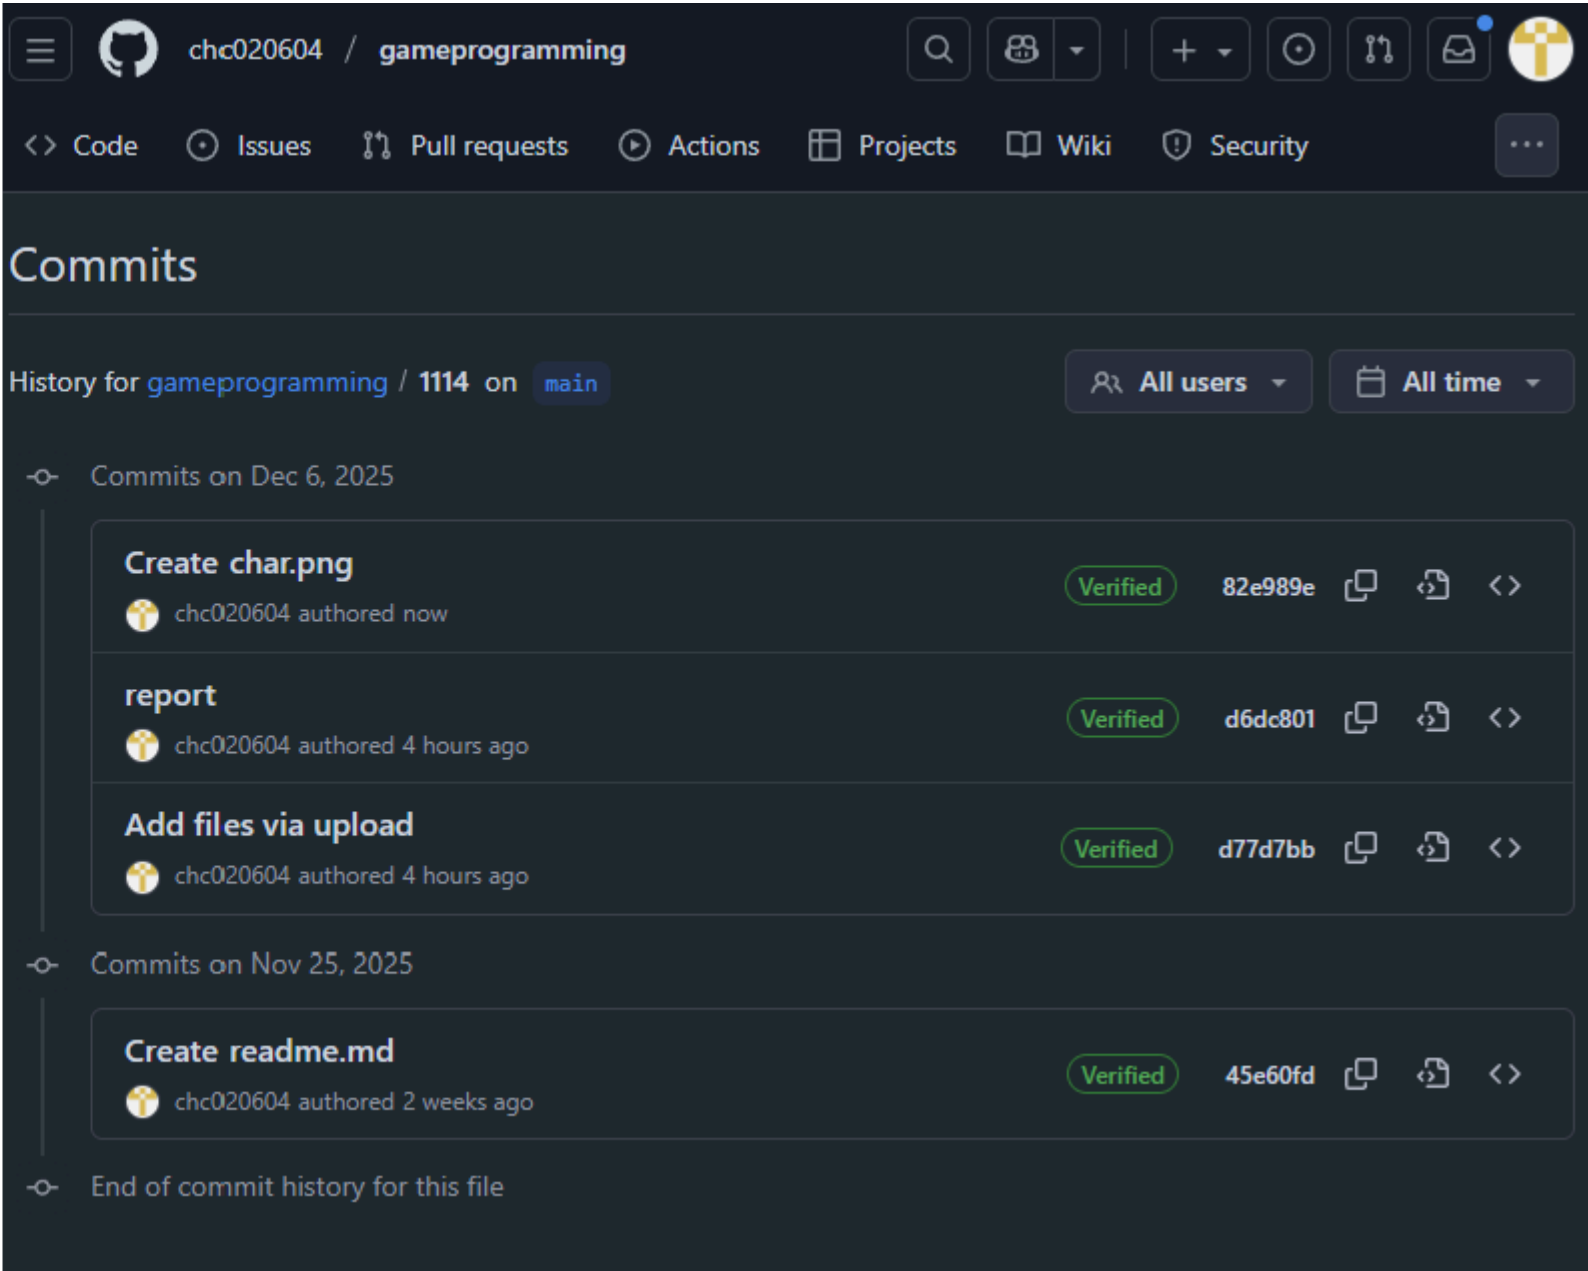 chc020604 / gameprogramming
Code Issues Pull requests Actions Projects Wiki Security
Commits
History for gameprogramming / 1114 on main All users All time
Commits on Dec 6, 2025
Create char.png
Verified 82e989e
chc020604 authored now
report
Verified d6dc801
chc020604 authored 4 hours ago
Add files via upload
Verified d77d7bb
chc020604 authored 4 hours ago
Commits on Nov 25, 2025
Create readme.md
Verified 45e60fd
chc020604 authored 2 weeks ago
End of commit history for this file